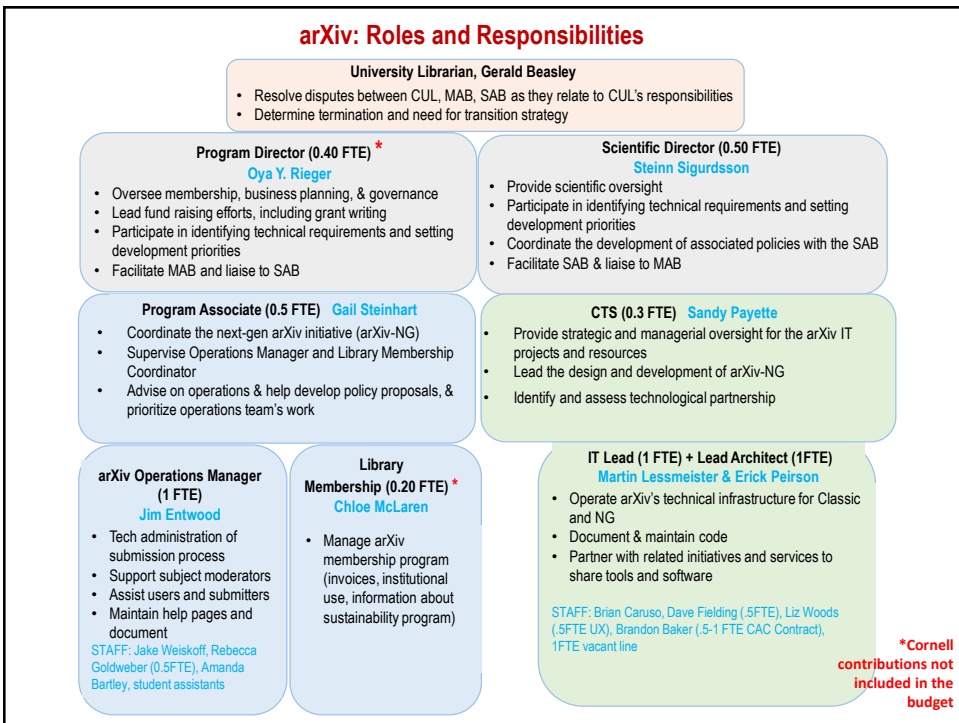 arXiv: Roles and Responsibilities
University Librarian, Gerald Beasley
• Resolve disputes between CUL, MAB, SAB as they relate to CUL's responsibilities
• Determine termination and need for transition strategy
Program Director (0.40 FTE) *
Oya Y. Rieger
• Oversee membership, business planning, & governance
• Lead fund raising efforts, including grant writing
• Participate in identifying technical requirements and setting
development priorities
• Facilitate MAB and liaise to SAB
Scientific Director (0.50 FTE)
Steinn Sigurdsson
• Provide scientific oversight
• Participate in identifying technical requirements and setting
development priorities
• Coordinate the development of associated policies with the SAB
• Facilitate SAB & liaise to MAB
Program Associate (0.5 FTE) Gail Steinhart
• Coordinate the next-gen arXiv initiative (arXiv-NG)
• Supervise Operations Manager and Library Membership
Coordinator
• Advise on operations & help develop policy proposals, &
prioritize operations team's work
CTS (0.3 FTE) Sandy Payette
• Provide strategic and managerial oversight for the arXiv IT
projects and resources
• Lead the design and development of arXiv-NG
• Identify and assess technological partnership
arXiv Operations Manager
(1 FTE)
Jim Entwood
• Tech administration of
submission process
• Support subject moderators
• Assist users and submitters
• Maintain help pages and
document
STAFF: Jake Weiskoff, Rebecca
Goldweber (0.5FTE), Amanda
Bartley, student assistants
Library
Membership (0.20 FTE) *
Chloe McLaren
• Manage arXiv
membership program
(invoices, institutional
use, information about
sustainability program)
IT Lead (1 FTE) + Lead Architect (1FTE)
Martin Lessmeister & Erick Peirson
• Operate arXiv's technical infrastructure for Classic
and NG
• Document & maintain code
• Partner with related initiatives and services to
share tools and software
STAFF: Brian Caruso, Dave Fielding (.5FTE), Liz Woods
(.5FTE UX), Brandon Baker (.5-1 FTE CAC Contract),
1FTE vacant line
*Cornell
contributions not
included in the
budget